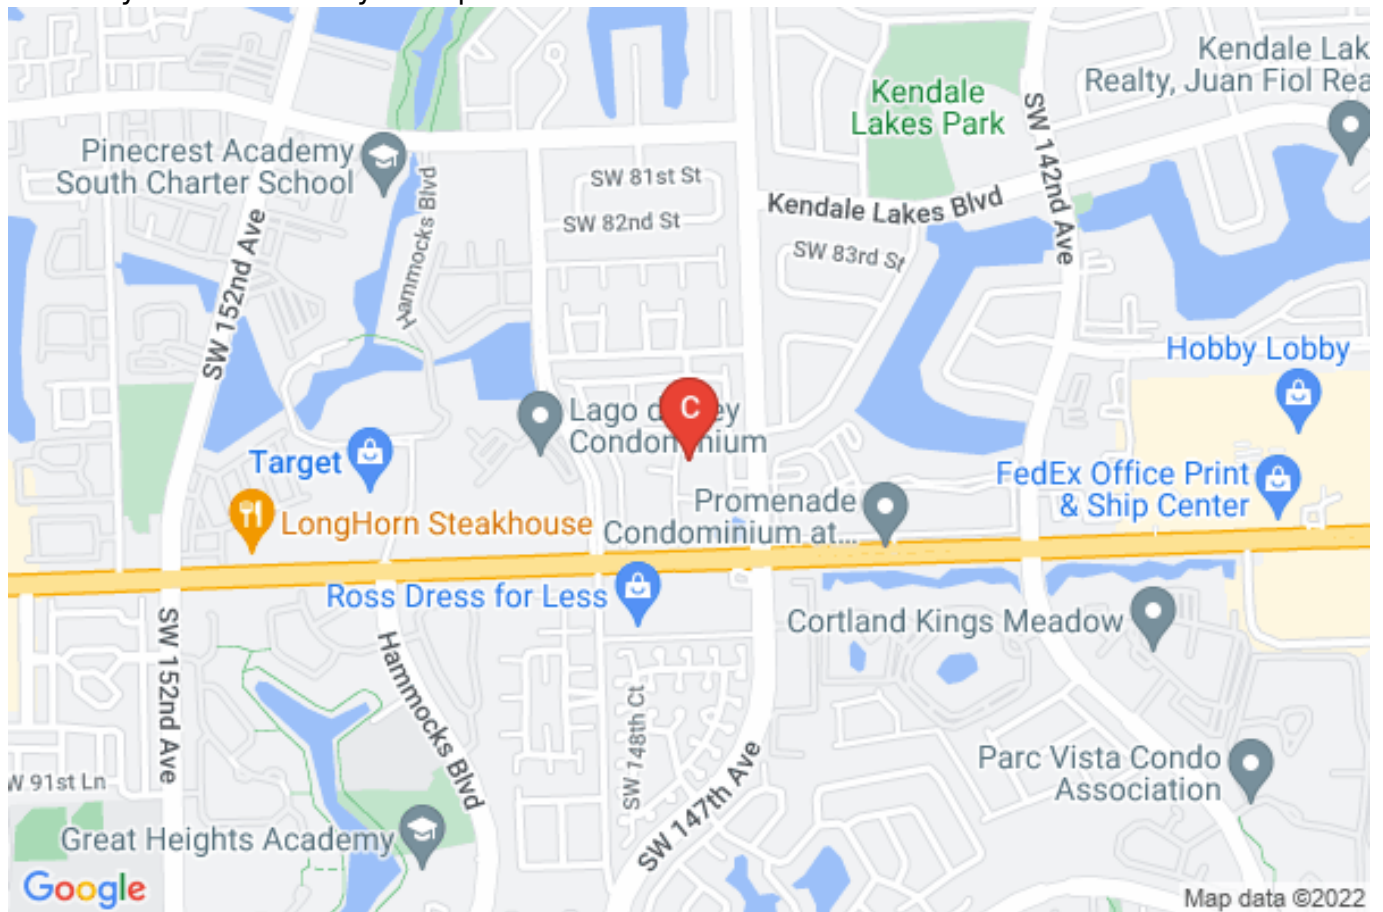 Kendale Lak
Realty, Juan Fiol Rea
Kendale
Lakes Park
SW 142nd Ave
Pinecrest Academy
South Charter School
Hammocks Blvd
SW 81st St
SW 82nd St
Kendale Lakes Blvd
SW 83rd St
SW 152nd Ave
Hobby Lobby
C
Lago d
ey
Condominium
Target
FedEx Office Print
& Ship Center
LongHorn Steakhouse
Promenade
Condominium at...
Ross Dress for Less
Cortland Kings Meadow
SW 152nd Ave
Hammocks Blvd
SW 148th Ct
SW 147th Ave
Parc Vista Condo
Association
W 91st Ln
Great Heights Academy
Google
Map data ©2022